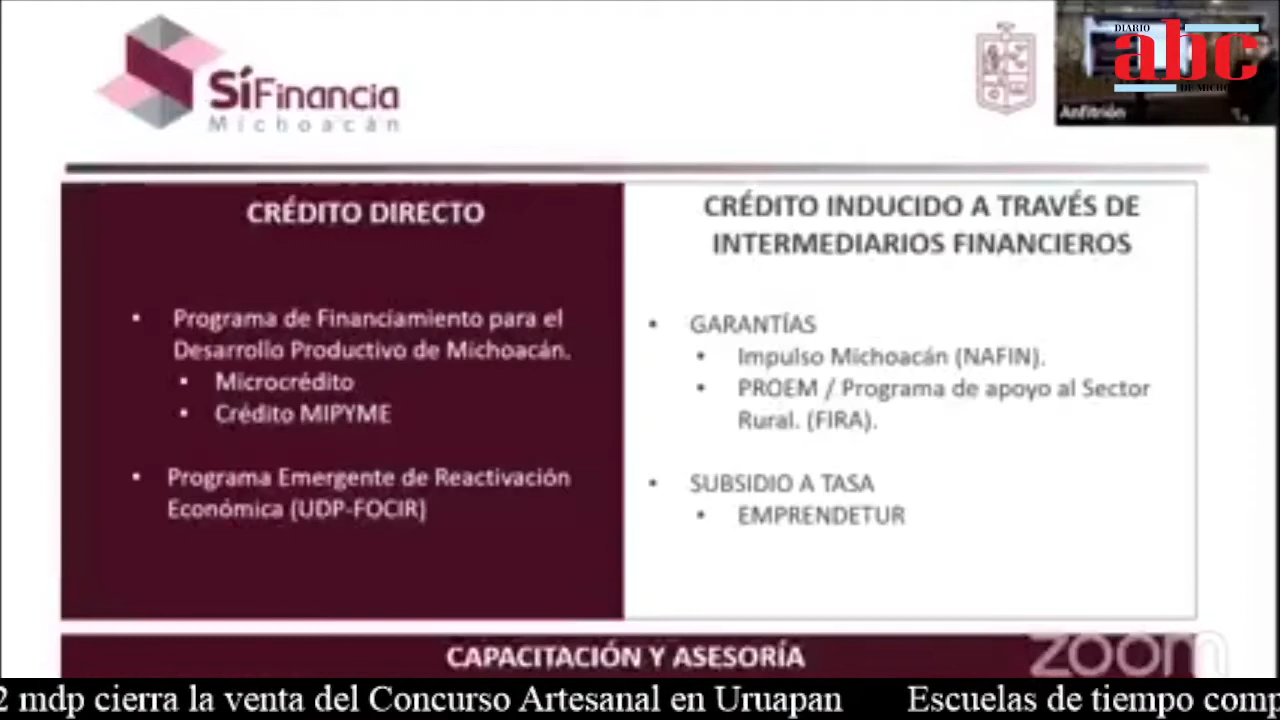 SÍFinancia
Michoacán
DIARIO
abc
DE MICHO
Anfitrión
CRÉDITO DIRECTO
• Programa de Financiamiento para el
Desarrollo Productivo de Michoacán.
• Microcrédito
• Crédito MIPYME
• Programa Emergente de Reactivación
Económica (UDP-FOCIR)
CRÉDITO INDUCIDO A TRAVÉS DE
INTERMEDIARIOS FINANCIEROS
• GARANTÍAS
• Impulso Michoacán (NAFIN).
• PROEM / Programa de apoyo al Sector
Rural. (FIRA).
• SUBSIDIO A TASA
• EMPRENDETUR
CAPACITACIÓN Y ASESORÍA
zoom
2 mdp cierra la venta del Concurso Artesanal en Uruapan Escuelas de tiempo comp